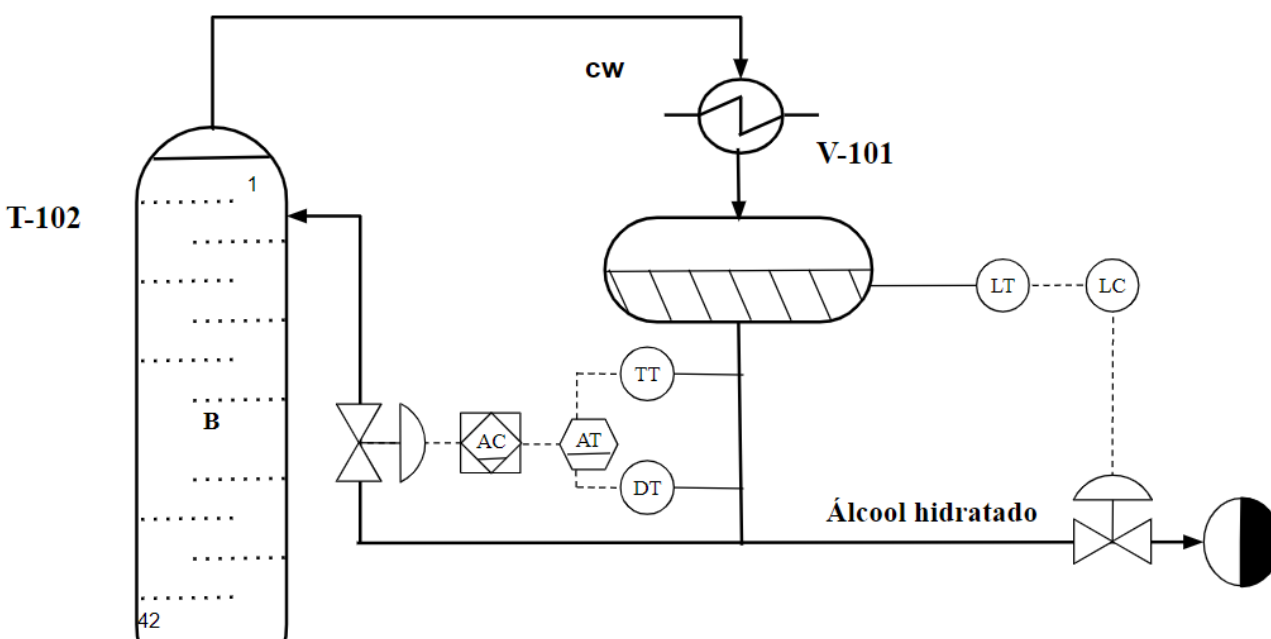 cw
V-101
1
T-102
LT
LC
TT
B
AC
AT
DT
Álcool hidratado
42